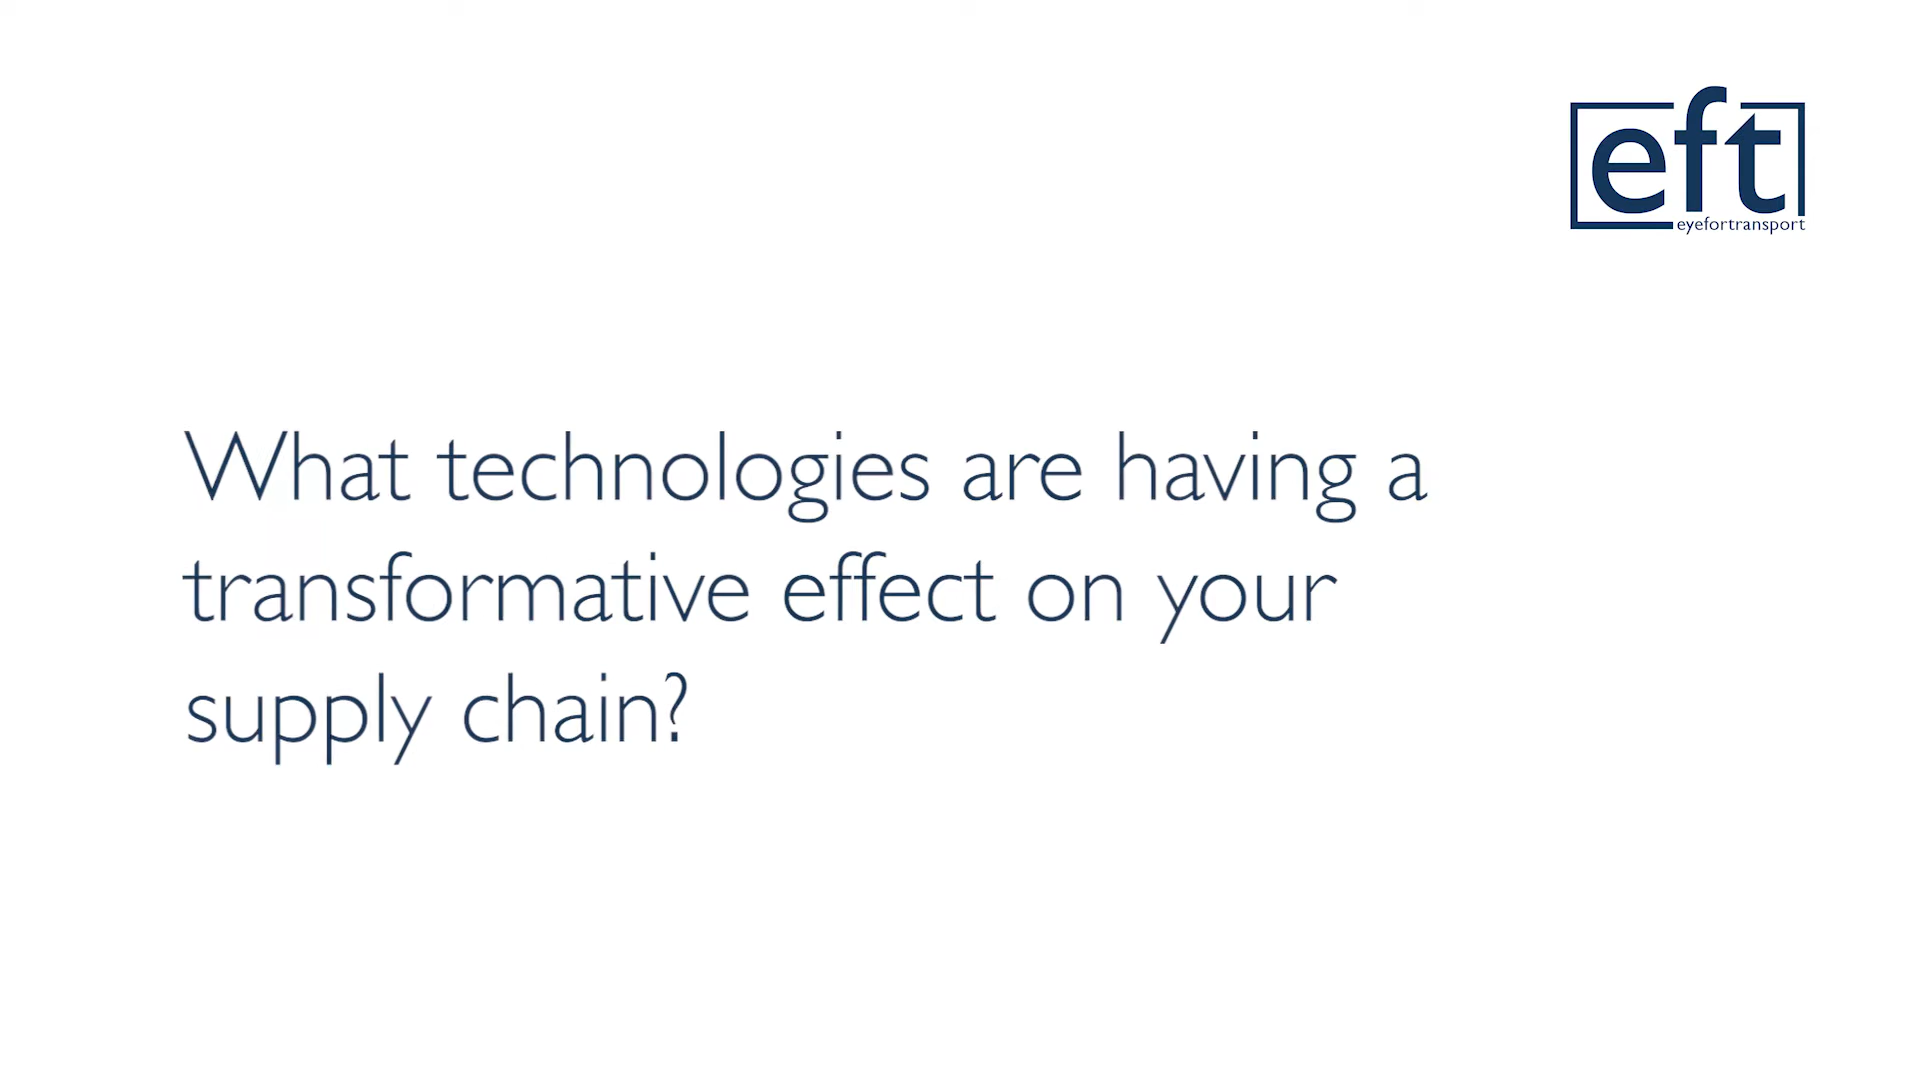 eft
eyefortransport
What technologies are having a
transformative effect on your
supply chain?